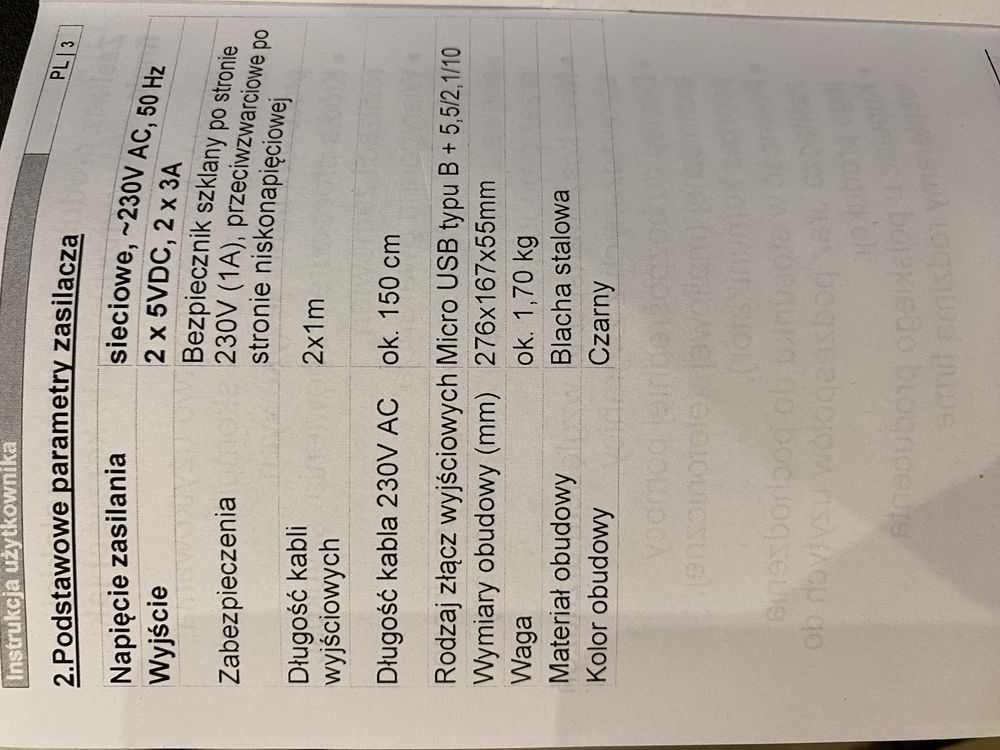 Instrukcja użytkownika PL | 3
2.Podstawowe parametry zasilacza
Napięcie zasilania sieciowe, ~230V AC, 50 Hz
Wyjście 2 x 5VDC, 2 x 3A
Zabezpieczenia Bezpiecznik szklany po stronie
230V (1A), przeciwzwarciowe po
stronie niskonapięciowej
Długość kabli
wyjściowych 2x1m
Długość kabla 230V AC ok. 150 cm
Rodzaj złącz wyjściowych Micro USB typu B + 5,5/2,1/10
Wymiary obudowy (mm) 276x167x55mm
Waga ok. 1,70 kg
Materiał obudowy Blacha stalowa
Kolor obudowy Czarny